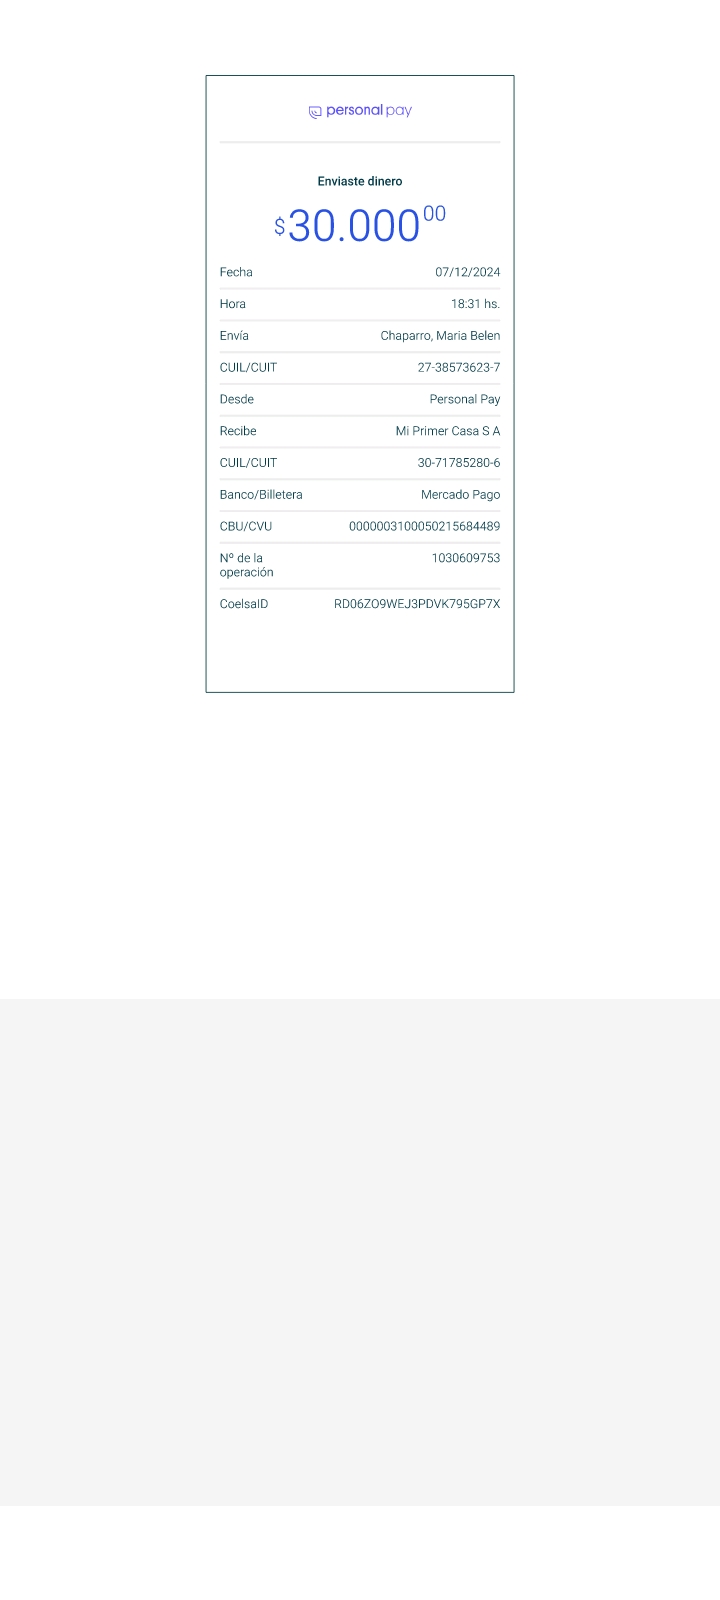 personal pay
Enviaste dinero
$30.00000
Fecha 07/12/2024
Hora 18:31 hs.
Envía Chaparro, Maria Belen
CUIL/CUIT 27-38573623-7
Desde Personal Pay
Recibe Mi Primer Casa S A
CUIL/CUIT 30-71785280-6
Banco/Billetera Mercado Pago
CBU/CVU 0000003100050215684489
Nº de la 1030609753
operación
CoelsaID RD06ZO9WEJ3PDVK795GP7X